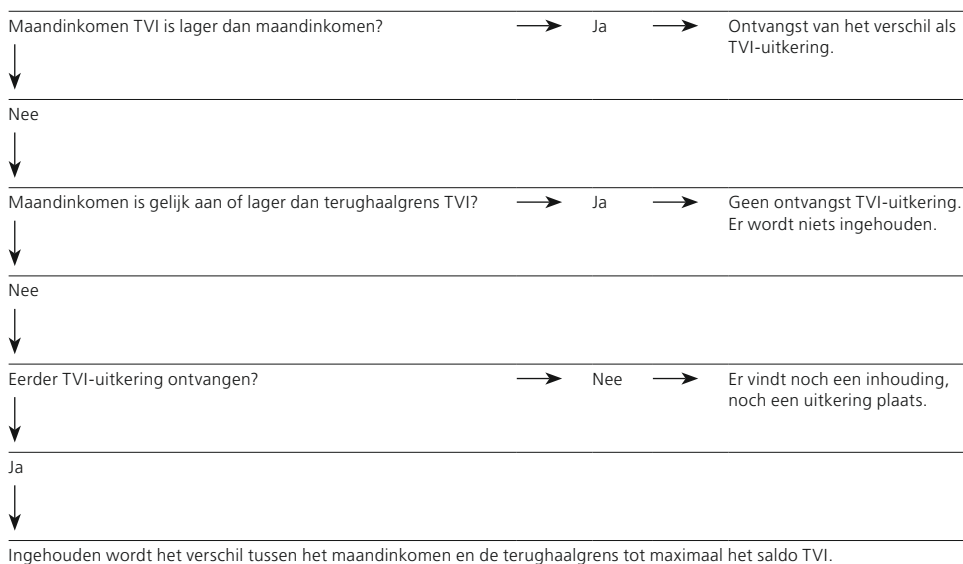 Maandinkomen TVI is lager dan maandinkomen? Ja Ontvangst van het verschil als
TVI-uitkering.
Nee
Maandinkomen is gelijk aan of lager dan terughaalgrens TVI? Ja Geen ontvangst TVI-uitkering.
Er wordt niets ingehouden.
Nee
Eerder TVI-uitkering ontvangen? Nee Er vindt noch een inhouding,
noch een uitkering plaats.
Ja
Ingehouden wordt het verschil tussen het maandinkomen en de terughaalgrens tot maximaal het saldo TVI.